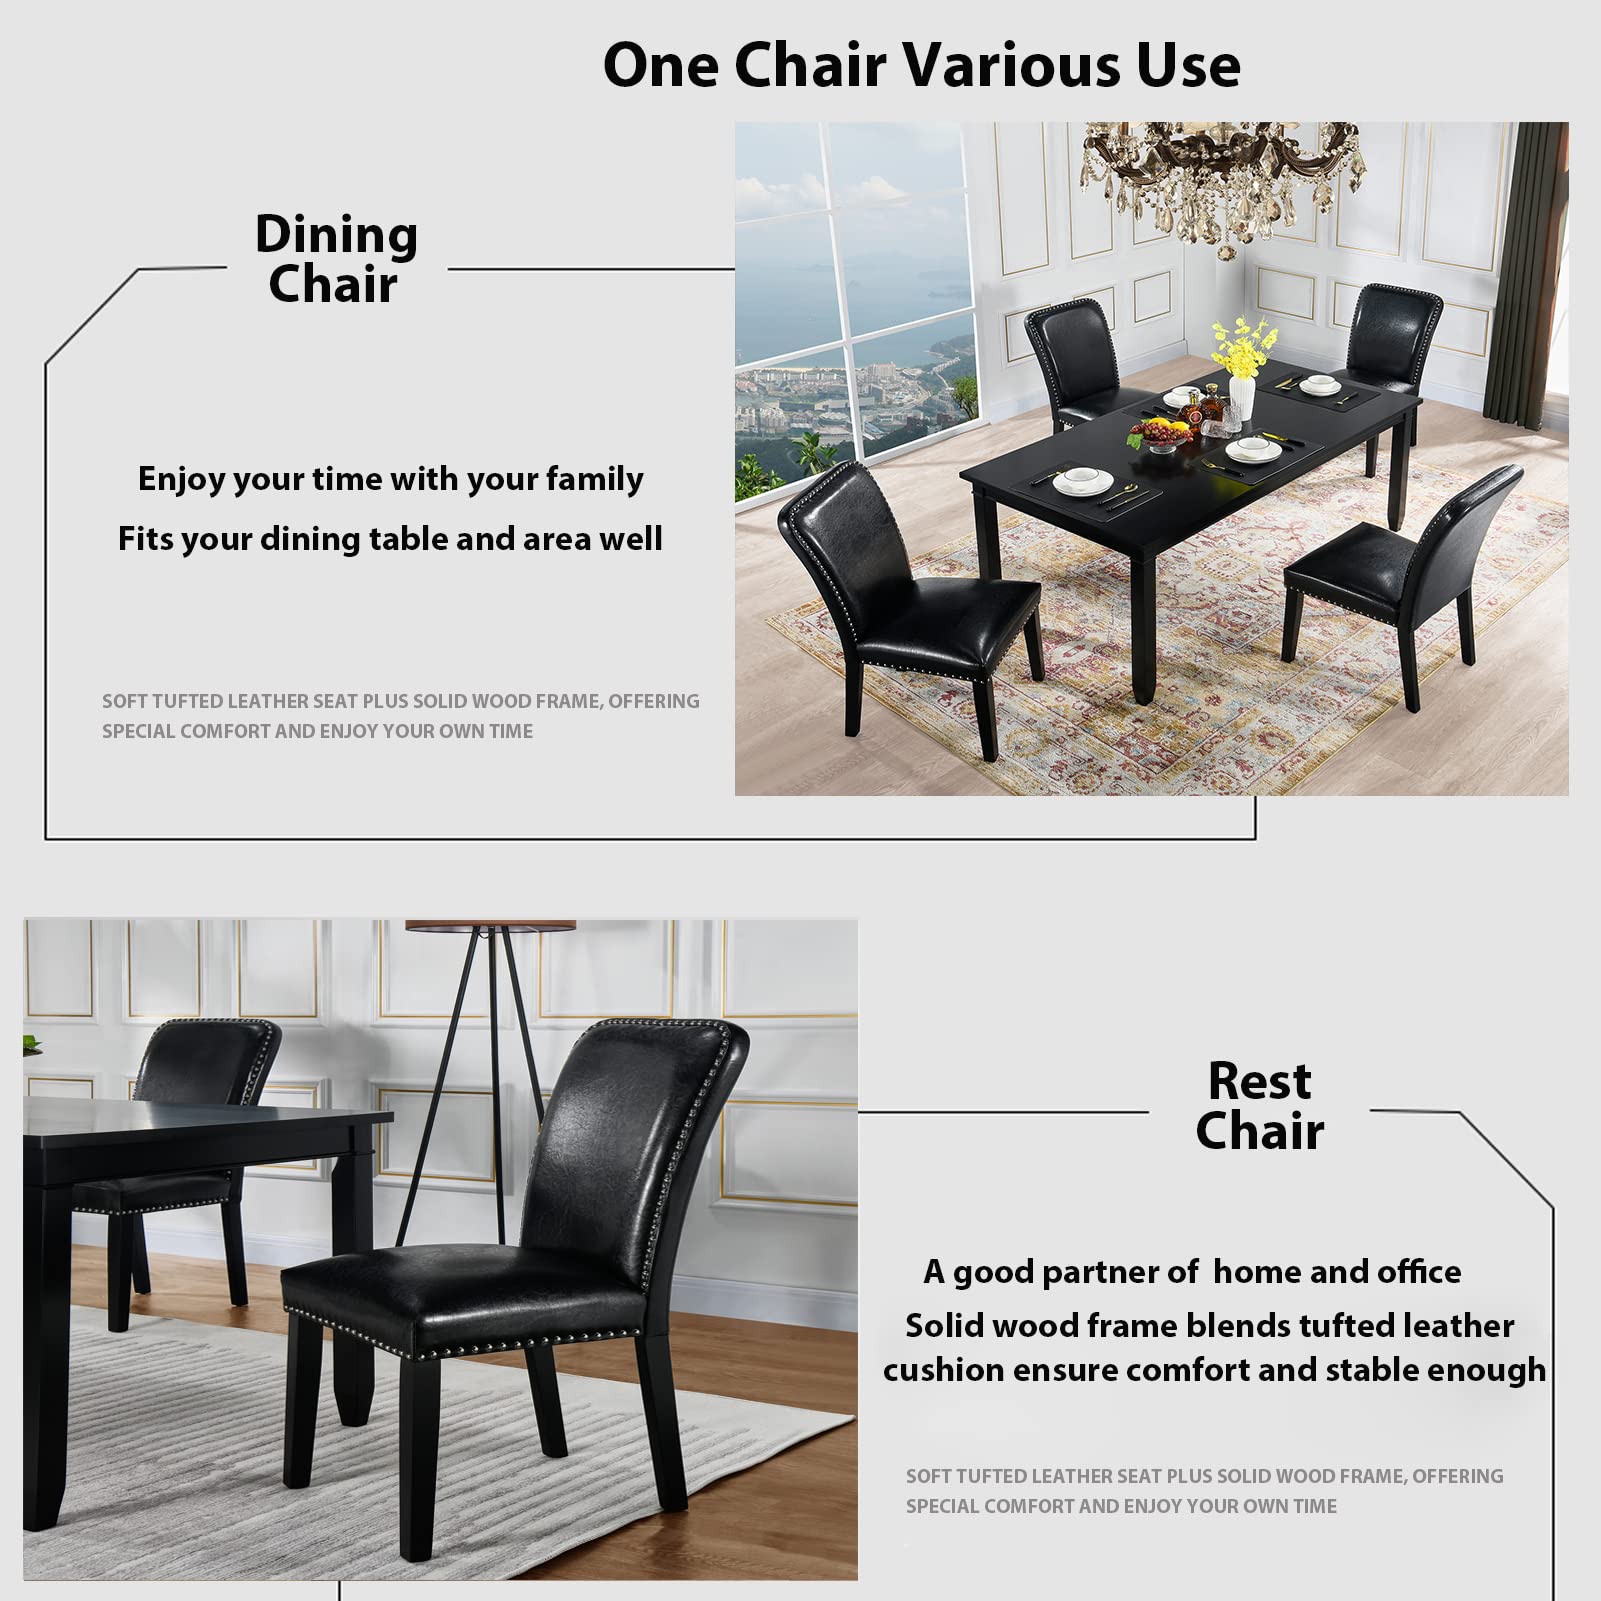 One Chair Various Use
Dining
Chair
Enjoy your time with your family
Fits your dining table and area well
SOFT TUFTED LEATHER SEAT PLUS SOLID WOOD FRAME, OFFERING
SPECIAL COMFORT AND ENJOY YOUR OWN TIME
Rest
Chair
A good partner of home and office
Solid wood frame blends tufted leather
cushion ensure comfort and stable enough
SOFT TUFTED LEATHER SEAT PLUS SOLID WOOD FRAME, OFFERING
SPECIAL COMFORT AND ENJOY YOUR OWN TIME